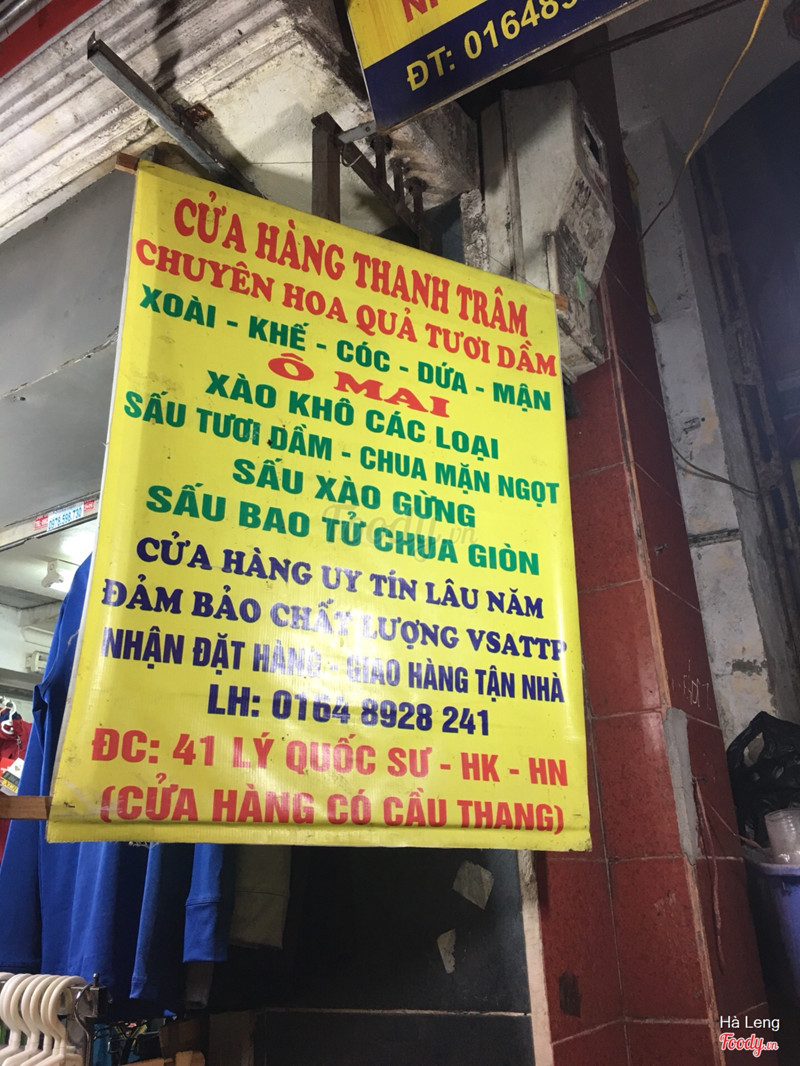 ĐT: 01648
CỬA HÀNG THANH TRÂM
CHUYÊN HOA QUẢ TƯƠI DẦM
XOÀI - KHẾ - CÓC - DỨA - MẬN
Ô MAI
XÀO KHÔ CÁC LOẠI
SẤU TƯƠI DẦM - CHUA MẶN NGỌT
SẤU XÀO GỪNG
SẤU BAO TỬ CHUA GIÒN
CỬA HÀNG UY TÍN LÂU NĂM
ĐẢM BẢO CHẤT LƯỢNG VSATTP
NHẬN ĐẶT HÀNG - GIAO HÀNG TẬN NHÀ
LH: 0164 8928 241
ĐC: 41 LÝ QUỐC SƯ - HK - HN
(CỬA HÀNG CÓ CẦU THANG)
Foody.vn
Hà Leng
Foody.vn